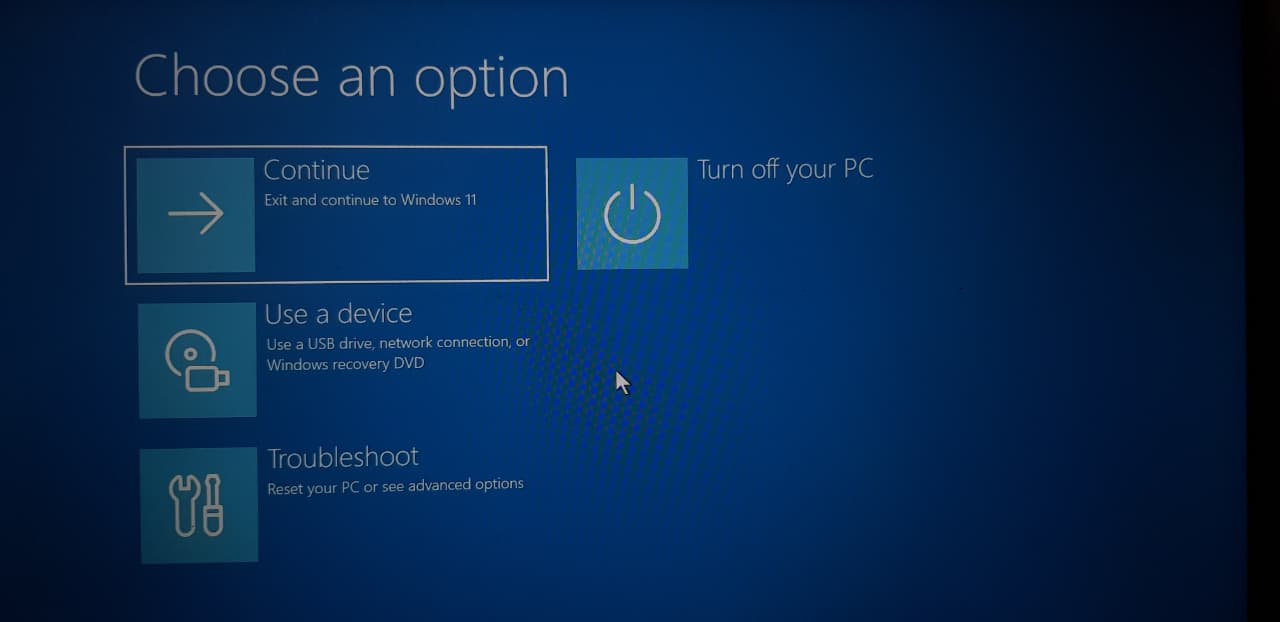 Choose an option
Continue
Exit and continue to Windows 11
Turn off your PC
Use a device
Use a USB drive, network connection, or
Windows recovery DVD
Troubleshoot
Reset your PC or see advanced options